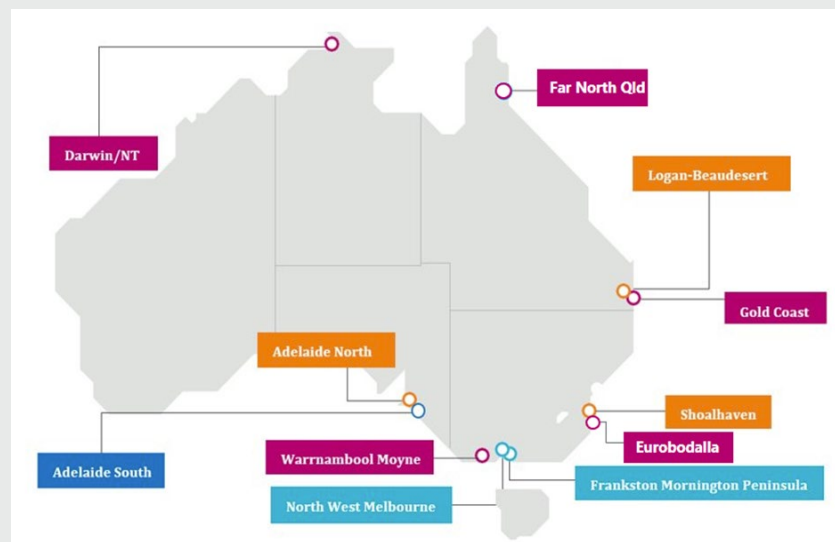 Far North Qld
Darwin/NT
Logan-Beaudesert
Gold Coast
Adelaide North
Shoalhaven
Eurobodalla
Warrnambool Moyne
Adelaide South
Frankston Mornington Peninsula
North West Melbourne